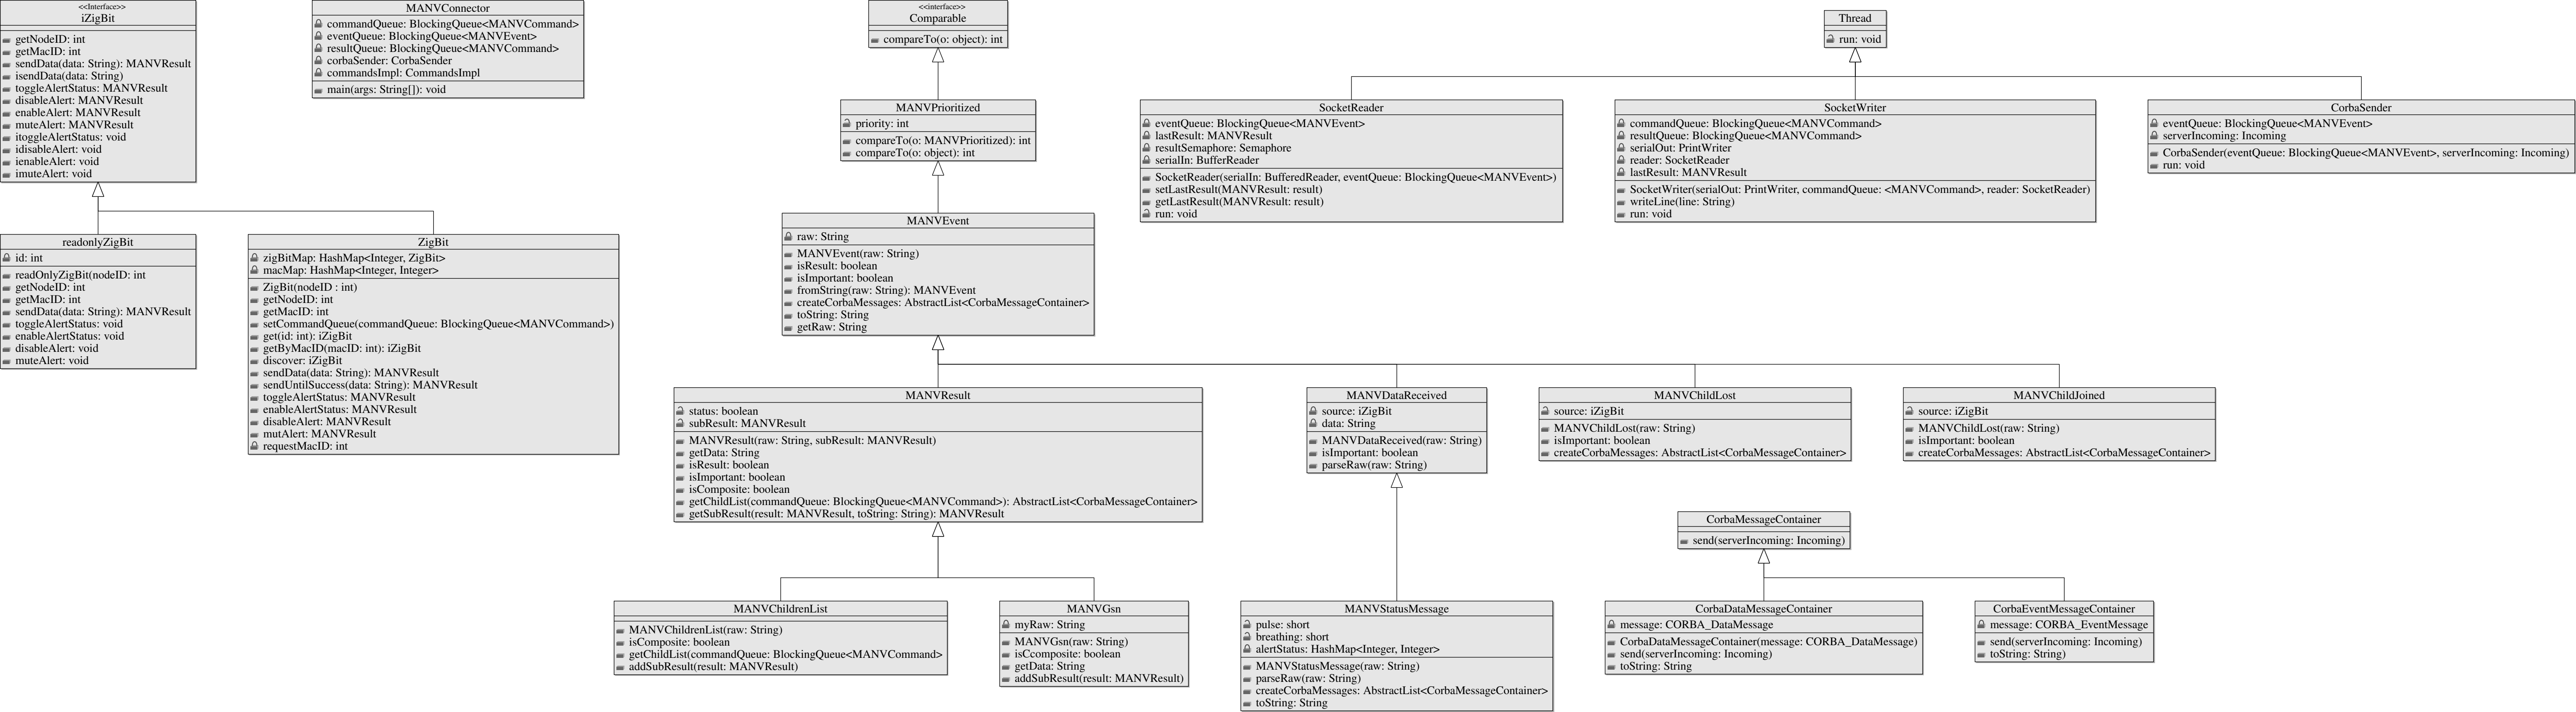 <<Interface>>
iZigBit
getNodeID: int
getMacID: int
sendData(data: String): MANVResult
isendData(data: String)
toggleAlertStatus: MANVResult
disableAlert: MANVResult
enableAlert: MANVResult
muteAlert: MANVResult
itoggleAlertStatus: void
idisableAlert: void
ienableAlert: void
imuteAlert: void
MANVConnector
commandQueue: BlockingQueue<MANVCommand>
eventQueue: BlockingQueue<MANVEvent>
resultQueue: BlockingQueue<MANVCommand>
corbaSender: CorbaSender
commandsImpl: CommandsImpl
main(args: String[]): void
<<interface>>
Comparable
compareTo(o: object): int
Thread
run: void
MANVPrioritized
priority: int
compareTo(o: MANVPrioritized): int
compareTo(o: object): int
SocketReader
eventQueue: BlockingQueue<MANVEvent>
lastResult: MANVResult
resultSemaphore: Semaphore
serialIn: BufferReader
SocketReader(serialIn: BufferedReader, eventQueue: BlockingQueue<MANVEvent>)
setLastResult(MANVResult: result)
getLastResult(MANVResult: result)
run: void
SocketWriter
commandQueue: BlockingQueue<MANVCommand>
resultQueue: BlockingQueue<MANVCommand>
serialOut: PrintWriter
reader: SocketReader
lastResult: MANVResult
SocketWriter(serialOut: PrintWriter, commandQueue: <MANVCommand>, reader: SocketReader)
writeLine(line: String)
run: void
CorbaSender
eventQueue: BlockingQueue<MANVEvent>
serverIncoming: Incoming
CorbaSender(eventQueue: BlockingQueue<MANVEvent>, serverIncoming: Incoming)
run: void
readonlyZigBit
id: int
readOnlyZigBit(nodeID: int
getNodeID: int
getMacID: int
sendData(data: String): MANVResult
toggleAlertStatus: void
enableAlertStatus: void
disableAlert: void
muteAlert: void
ZigBit
zigBitMap: HashMap<Integer, ZigBit>
macMap: HashMap<Integer, Integer>
ZigBit(nodeID : int)
getNodeID: int
getMacID: int
setCommandQueue(commandQueue: BlockingQueue<MANVCommand>)
get(id: int): iZigBit
getByMacID(macID: int): iZigBit
discover: iZigBit
sendData(data: String): MANVResult
sendUntilSuccess(data: String): MANVResult
toggleAlertStatus: MANVResult
enableAlertStatus: MANVResult
disableAlert: MANVResult
mutAlert: MANVResult
requestMacID: int
MANVEvent
raw: String
MANVEvent(raw: String)
isResult: boolean
isImportant: boolean
fromString(raw: String): MANVEvent
createCorbaMessages: AbstractList<CorbaMessageContainer>
toString: String
getRaw: String
MANVResult
status: boolean
subResult: MANVResult
MANVResult(raw: String, subResult: MANVResult)
getData: String
isResult: boolean
isImportant: boolean
isComposite: boolean
getChildList(commandQueue: BlockingQueue<MANVCommand>): AbstractList<CorbaMessageContainer>
getSubResult(result: MANVResult, toString: String): MANVResult
MANVDataReceived
source: iZigBit
data: String
MANVDataReceived(raw: String)
isImportant: boolean
parseRaw(raw: String)
MANVChildLost
source: iZigBit
MANVChildLost(raw: String)
isImportant: boolean
createCorbaMessages: AbstractList<CorbaMessageContainer>
MANVChildJoined
source: iZigBit
MANVChildLost(raw: String)
isImportant: boolean
createCorbaMessages: AbstractList<CorbaMessageContainer>
CorbaMessageContainer
send(serverIncoming: Incoming)
MANVChildrenList
MANVChildrenList(raw: String)
isComposite: boolean
getChildList(commandQueue: BlockingQueue<MANVCommand>
addSubResult(result: MANVResult)
MANVGsn
myRaw: String
MANVGsn(raw: String)
isCcomposite: boolean
getData: String
addSubResult(result: MANVResult)
MANVStatusMessage
pulse: short
breathing: short
alertStatus: HashMap<Integer, Integer>
MANVStatusMessage(raw: String)
parseRaw(raw: String)
createCorbaMessages: AbstractList<CorbaMessageContainer>
toString: String
CorbaDataMessageContainer
message: CORBA_DataMessage
CorbaDataMessageContainer(message: CORBA_DataMessage)
send(serverIncoming: Incoming)
toString: String
CorbaEventMessageContainer
message: CORBA_EventMessage
send(serverIncoming: Incoming)
toString: String)